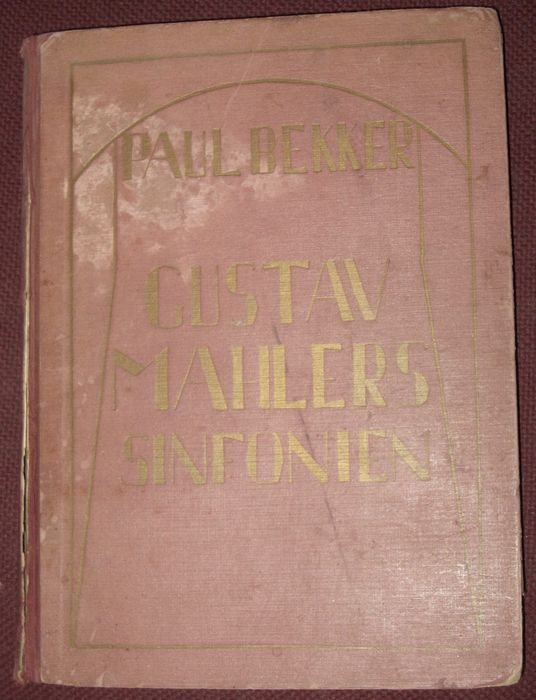 PAUL BEKKER
GUSTAV
MAHLERS
SINFONIEN